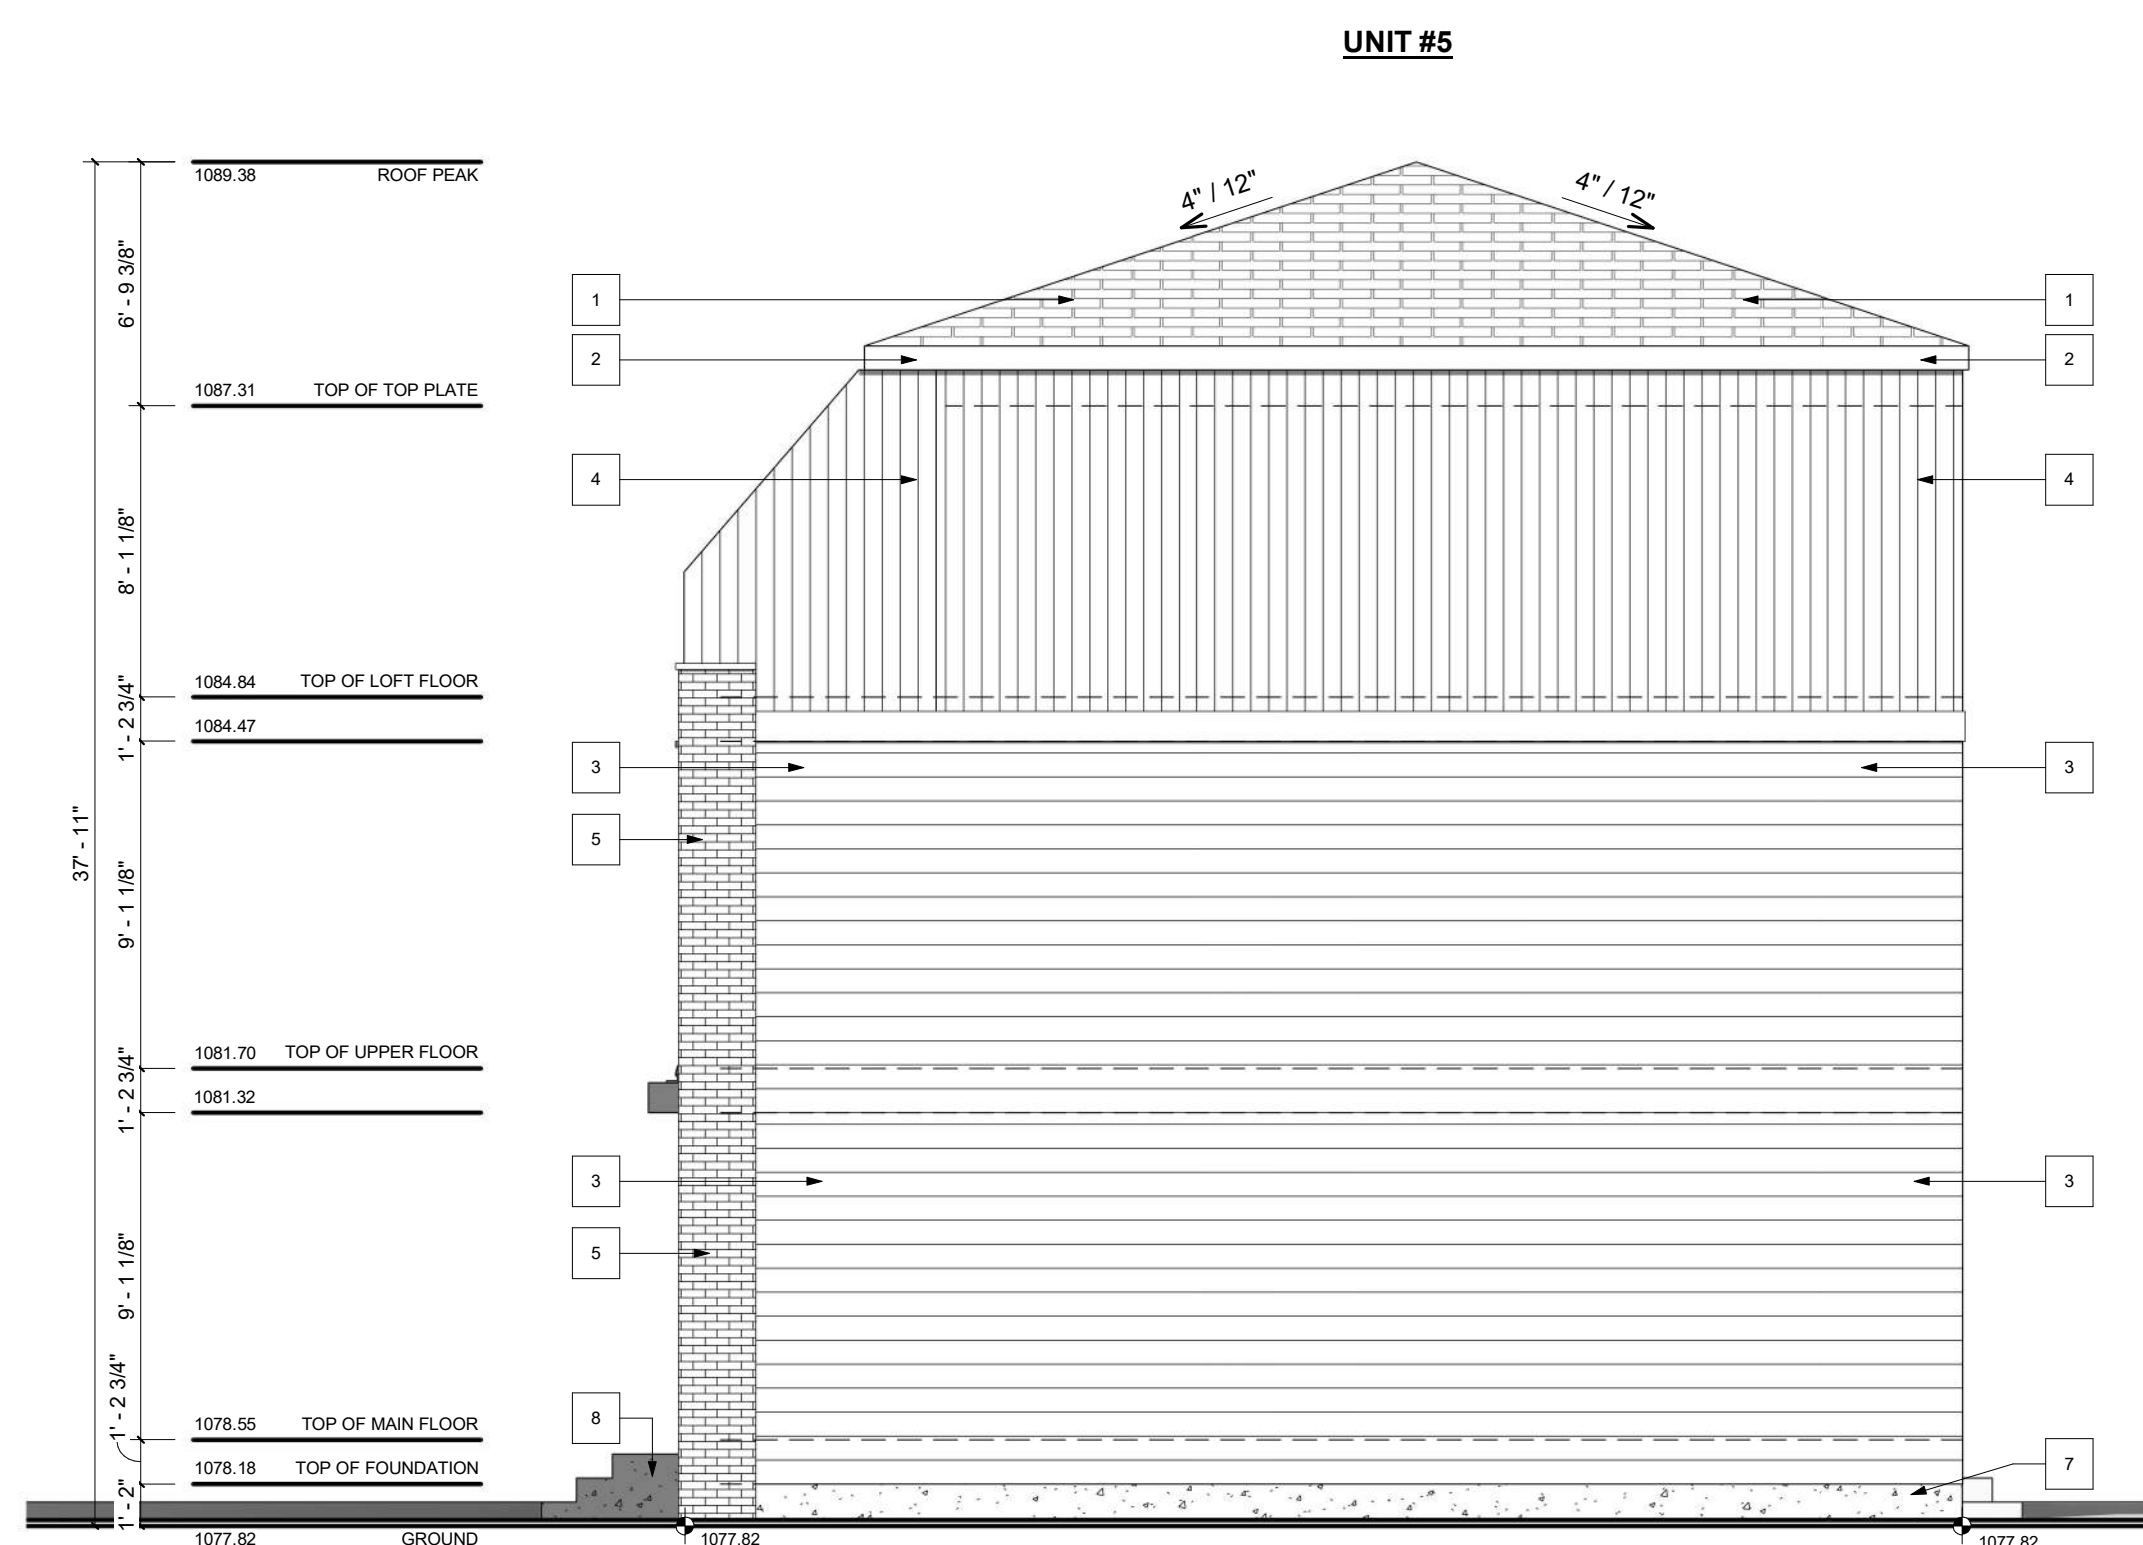 UNIT #5
1089.38 ROOF PEAK
4" / 12"
4" / 12"
6' - 9 3/8"
1
1
2
2
1087.31 TOP OF TOP PLATE
4
4
8' - 1 1/8"
1084.84 TOP OF LOFT FLOOR
1' - 2 3/4"
1084.47
3
3
37' - 11"
5
9' - 1 1/8"
1081.70 TOP OF UPPER FLOOR
1' - 2 3/4"
1081.32
3
3
5
9' - 1 1/8"
1' - 2 3/4"
8
1078.55 TOP OF MAIN FLOOR
1078.18 TOP OF FOUNDATION
7
1' - 2"
1077.82 GROUND
1077.82
1077.82